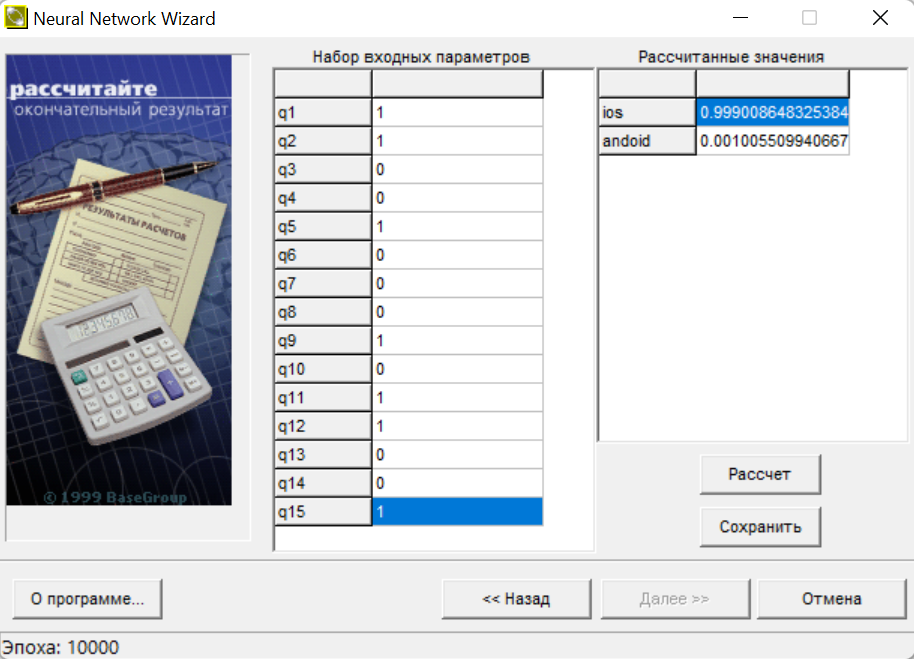 Neural Network Wizard
рассчитайте
окончательный результат
РЕЗУЛЬТАТЫ РАСЧЕТОВ
© 1999 BaseGroup
Набор входных параметров
q1 1
q2 1
q3 0
q4 0
q5 1
q6 0
q7 0
q8 0
q9 1
q10 0
q11 1
q12 1
q13 0
q14 0
q15 1
Рассчитанные значения
ios 0.999008648325384
andoid 0.001005509940667
Рассчет
Сохранить
О программе...
<< Назад
Далее >>
Отмена
Эпоха: 10000